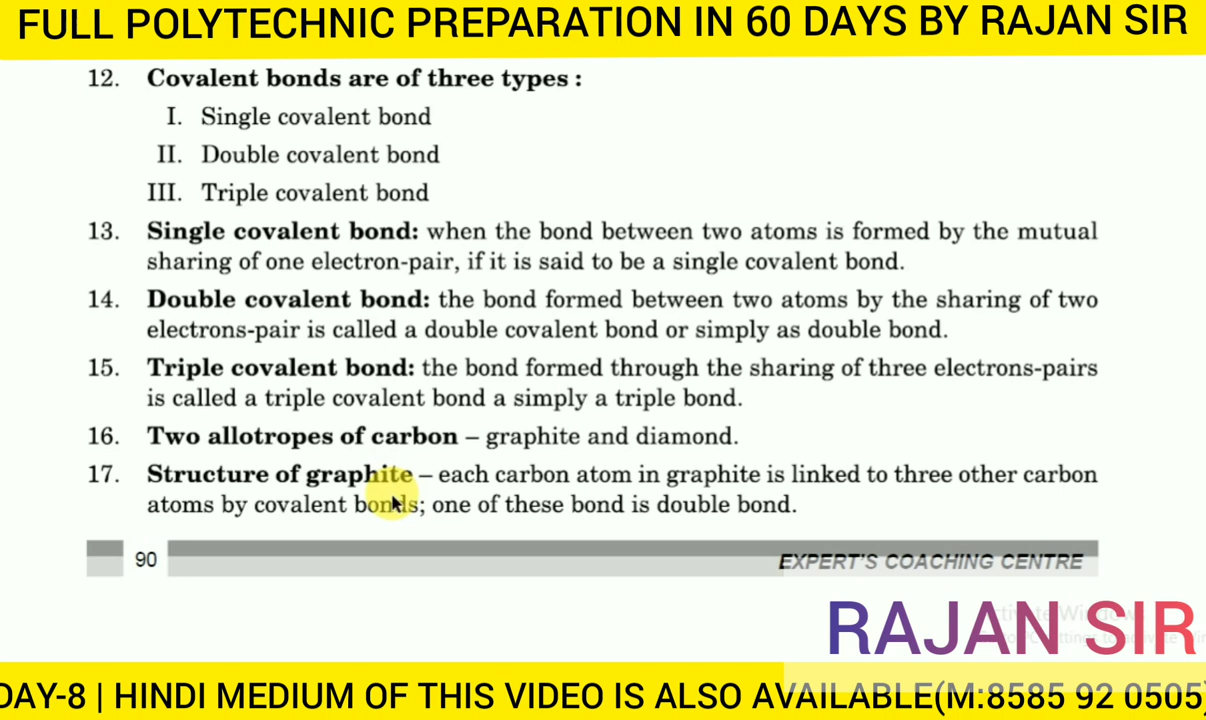 FULL POLYTECHNIC PREPARATION IN 60 DAYS BY RAJAN SIR
12. Covalent bonds are of three types :
I. Single covalent bond
II. Double covalent bond
III. Triple covalent bond
13. Single covalent bond: when the bond between two atoms is formed by the mutual
sharing of one electron-pair, if it is said to be a single covalent bond.
14. Double covalent bond: the bond formed between two atoms by the sharing of two
electrons-pair is called a double covalent bond or simply as double bond.
15. Triple covalent bond: the bond formed through the sharing of three electrons-pairs
is called a triple covalent bond a simply a triple bond.
16. Two allotropes of carbon – graphite and diamond.
17. Structure of graphite – each carbon atom in graphite is linked to three other carbon
atoms by covalent bonds; one of these bond is double bond.
90 EXPERT'S COACHING CENTRE
RAJAN SIR
DAY-8 | HINDI MEDIUM OF THIS VIDEO IS ALSO AVAILABLE(M:8585 92 0505)